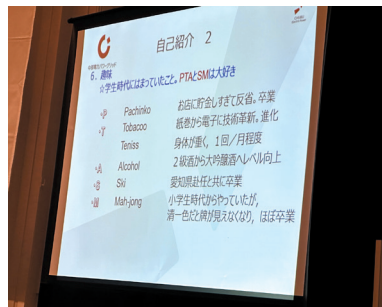 自己紹介 2
6．趣味
☆学生時代にはまっていたこと。PTAとSMは大好き
・P Pachinko お店に貯金しすぎて反省。卒業
・T Tobacoo 紙巻から電子に技術革新。進化
Teniss 身体が重く，1回／月程度
・A Alcohol 2級酒から大吟醸酒へレベル向上
・S Ski 愛知県赴任と共に卒業
・M Mah-jong 小学生時代からやっていたが，
清一色だと牌が見えなくなり，ほぼ卒業